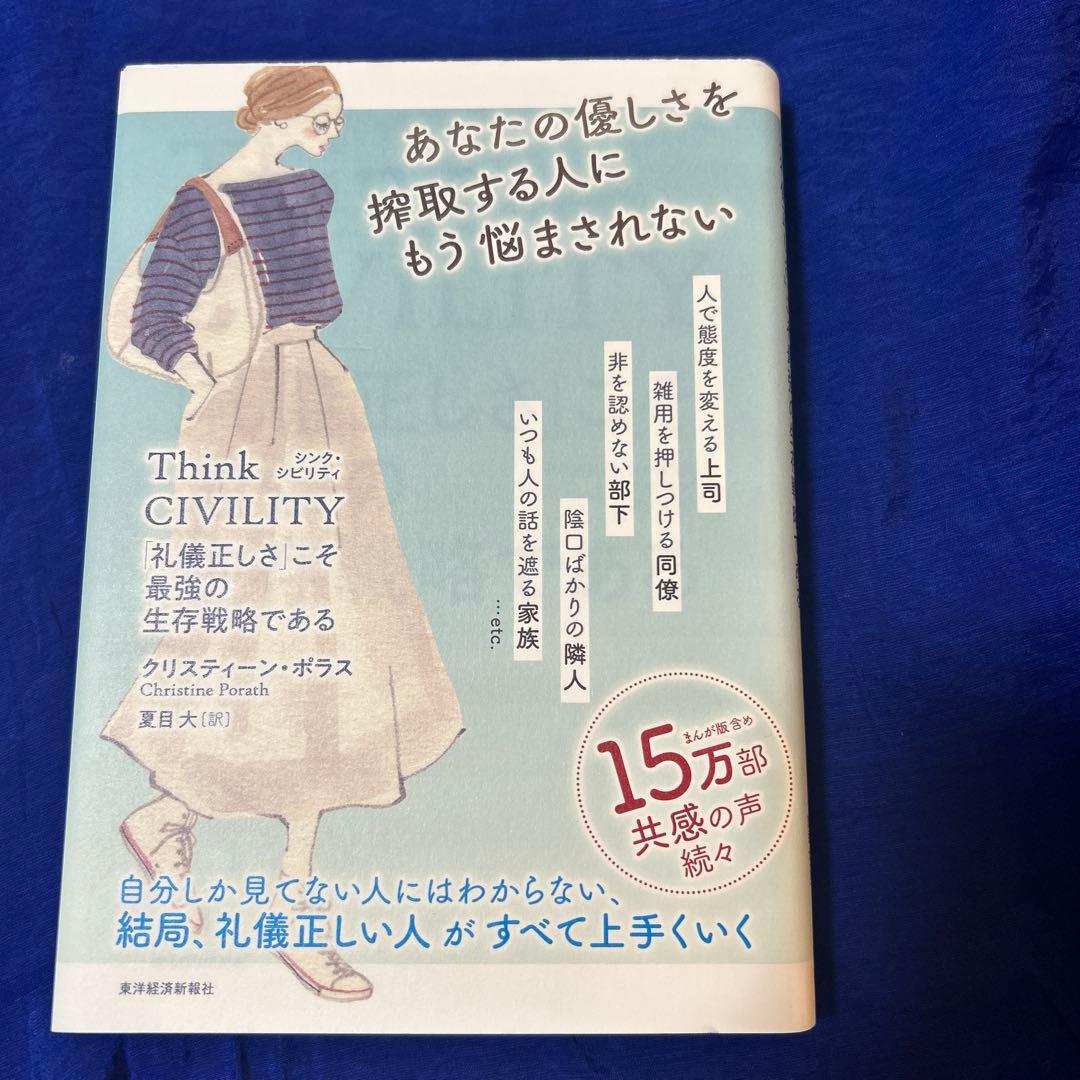 あなたの優しさを
搾取する人に
もう悩まされない
人で態度を変える上司
雑用を押しつける同僚
非を認めない部下
陰口ばかりの隣人
いつも人の話を遮る家族
…etc.
Think シンク・
シビリティ
CIVILITY
「礼儀正しさ」こそ
最強の
生存戦略である
クリスティーン・ポラス
Christine Porath
夏目 大［訳］
まんが版含め
15万部
共感の声
続々
自分しか見てない人にはわからない、
結局、礼儀正しい人がすべて上手くいく
東洋経済新報社